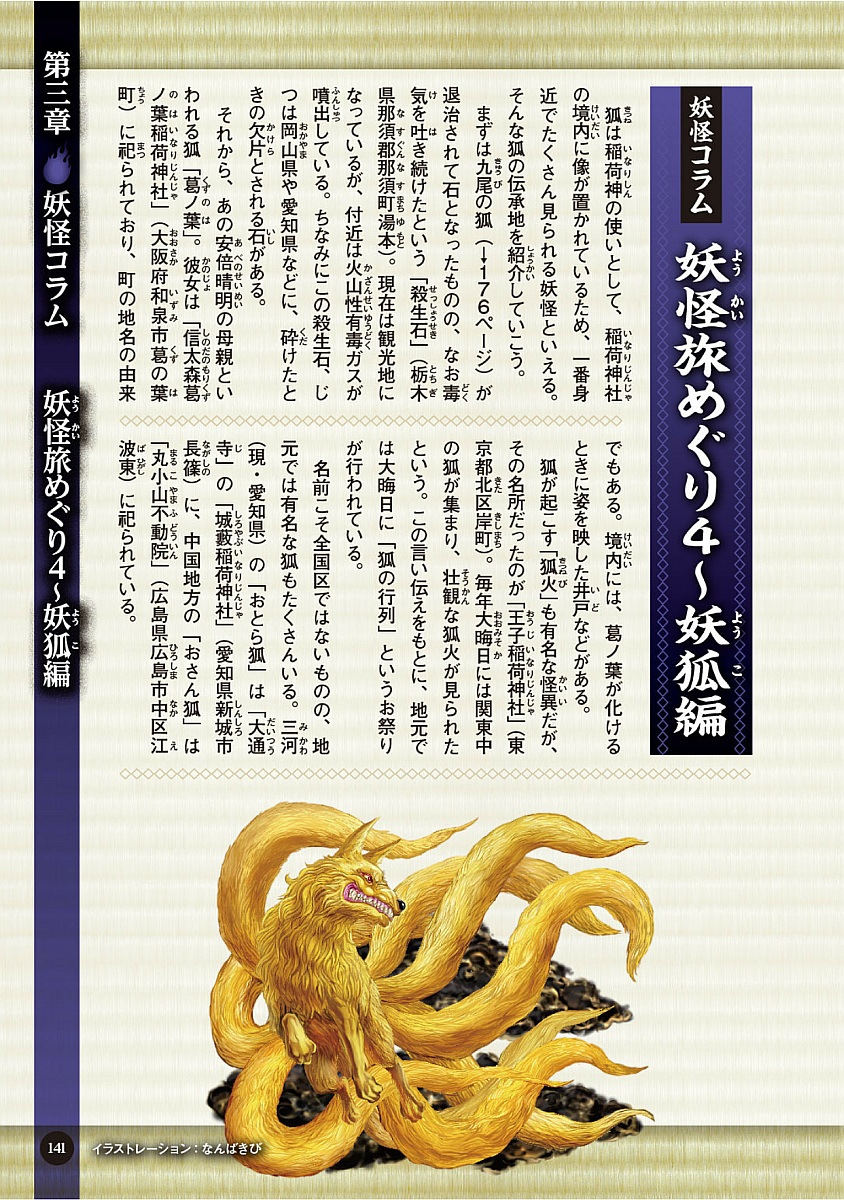 妖怪コラム
妖怪旅めぐり4〜妖狐編
狐は稲荷神の使いとして、稲荷神社
の境内に像が置かれているため、一番身
近でたくさん見られる妖怪といえる。
そんな狐の伝承地を紹介していこう。
まずは九尾の狐（→176ページ）が
退治されて石となったものの、なお毒
気を吐き続けたという「殺生石」（栃木
県那須郡那須町湯本）。現在は観光地に
なっているが、付近は火山性有毒ガスが
噴出している。ちなみにこの殺生石、じ
つは岡山県や愛知県などに、砕けたと
きの欠片とされる石がある。
それから、あの安倍晴明の母親とい
われる狐「葛ノ葉」。彼女は「信太森葛
ノ葉稲荷神社」（大阪府和泉市葛の葉
町）に祀られており、町の地名の由来
でもある。境内には、葛ノ葉が化ける
ときに姿を映した井戸などがある。
狐が起こす「狐火」も有名な怪異だが、
その名所だったのが「王子稲荷神社」（東
京都北区岸町）。毎年大晦日には関東中
の狐が集まり、壮観な狐火が見られた
という。この言い伝えをもとに、地元で
は大晦日に「狐の行列」というお祭り
が行われている。
名前こそ全国区ではないものの、地
元では有名な狐もたくさんいる。三河
（現・愛知県）の「おとら狐」は「大通
寺」の「城藪稲荷神社」（愛知県新城市
長篠）に、中国地方の「おさん狐」は
「丸小山不動院」（広島県広島市中区江
波東）に祀られている。
第三章 妖怪コラム 妖怪旅めぐり4〜妖狐編
141
イラストレーション：なんばきび